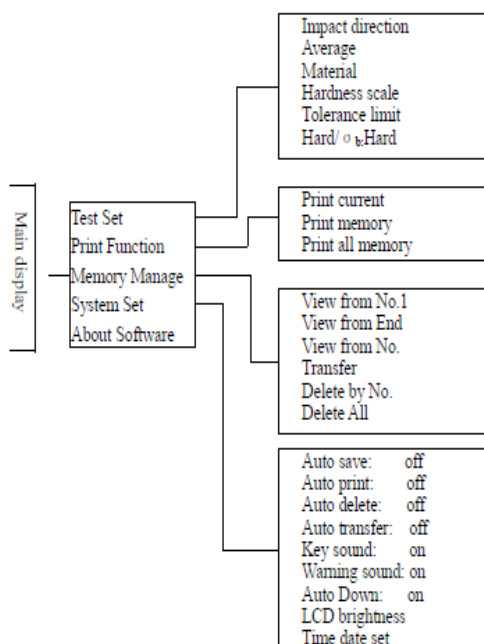 Main display
Test Set
Print Function
Memory Manage
System Set
About Software
Impact direction
Average
Material
Hardness scale
Tolerance limit
Hard/σb:Hard
Print current
Print memory
Print all memory
View from No.1
View from End
View from No.
Transfer
Delete by No.
Delete All
Auto save: off
Auto print: off
Auto delete: off
Auto transfer: off
Key sound: on
Warning sound: on
Auto Down: on
LCD brightness
Time date set